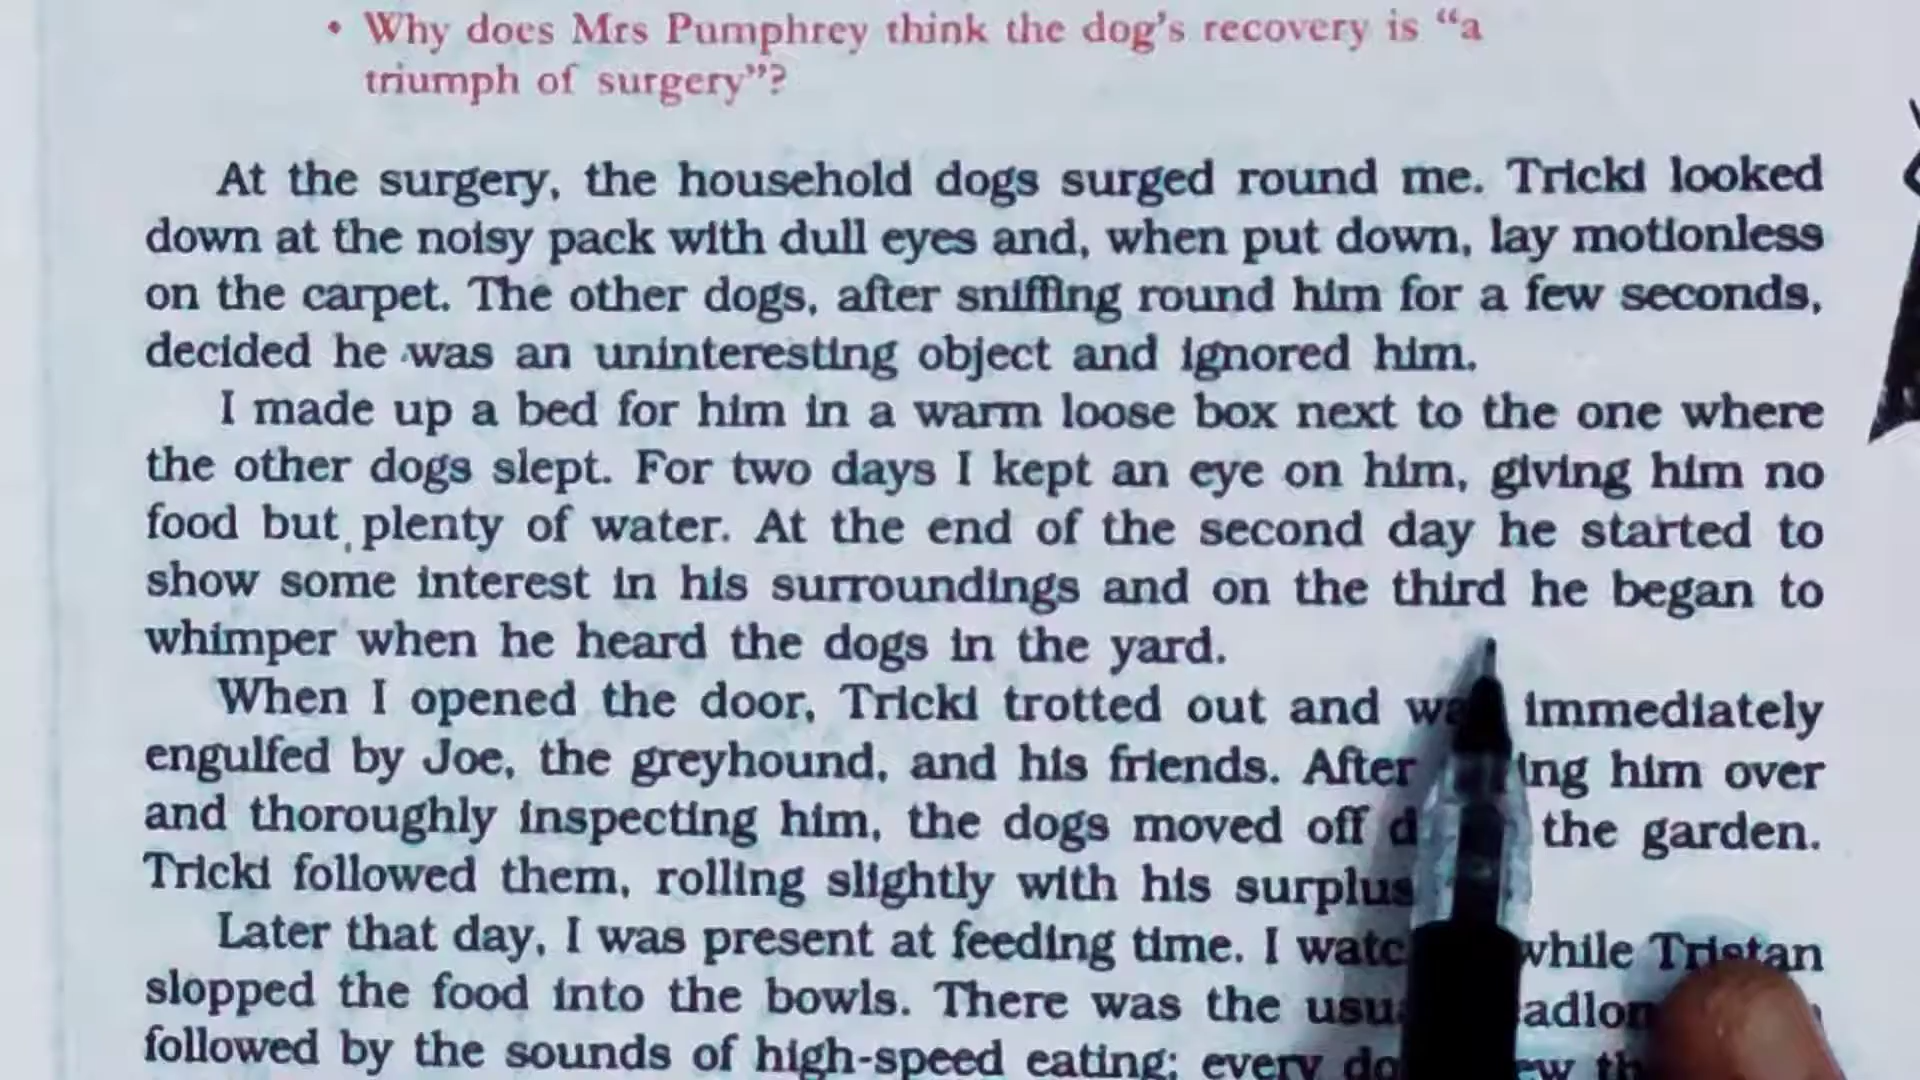 • Why does Mrs Pumphrey think the dog's recovery is “a
triumph of surgery”?
At the surgery, the household dogs surged round me. Tricki looked
down at the noisy pack with dull eyes and, when put down, lay motionless
on the carpet. The other dogs, after sniffing round him for a few seconds,
decided he was an uninteresting object and ignored him.
I made up a bed for him in a warm loose box next to the one where
the other dogs slept. For two days I kept an eye on him, giving him no
food but plenty of water. At the end of the second day he started to
show some interest in his surroundings and on the third he began to
whimper when he heard the dogs in the yard.
When I opened the door, Tricki trotted out and immediately
engulfed by Joe, the greyhound, and his friends. After him over
and thoroughly inspecting him, the dogs moved off the garden.
Tricki followed them, rolling slightly with his surplus
Later that day, I was present at feeding time. I while Tristan
slopped the food into the bowls. There was the
followed by the sounds of high-speed eating; every